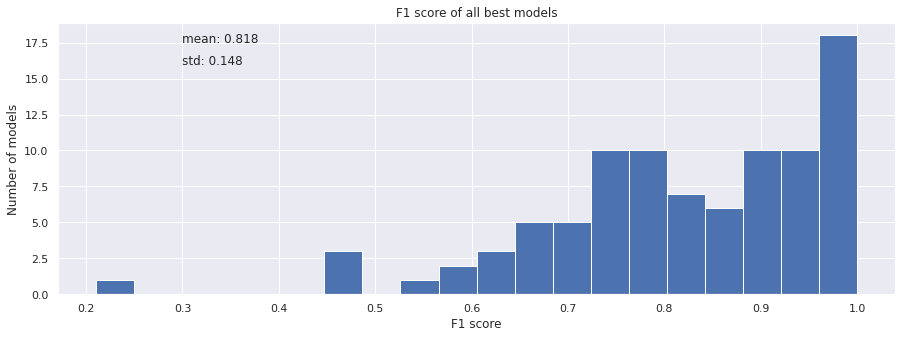 F1 score of all best models
mean: 0.818
std: 0.148
Number of models
17.5
15.0
12.5
10.0
7.5
5.0
2.5
0.0
0.2 0.3 0.4 0.5 0.6 0.7 0.8 0.9 1.0
F1 score